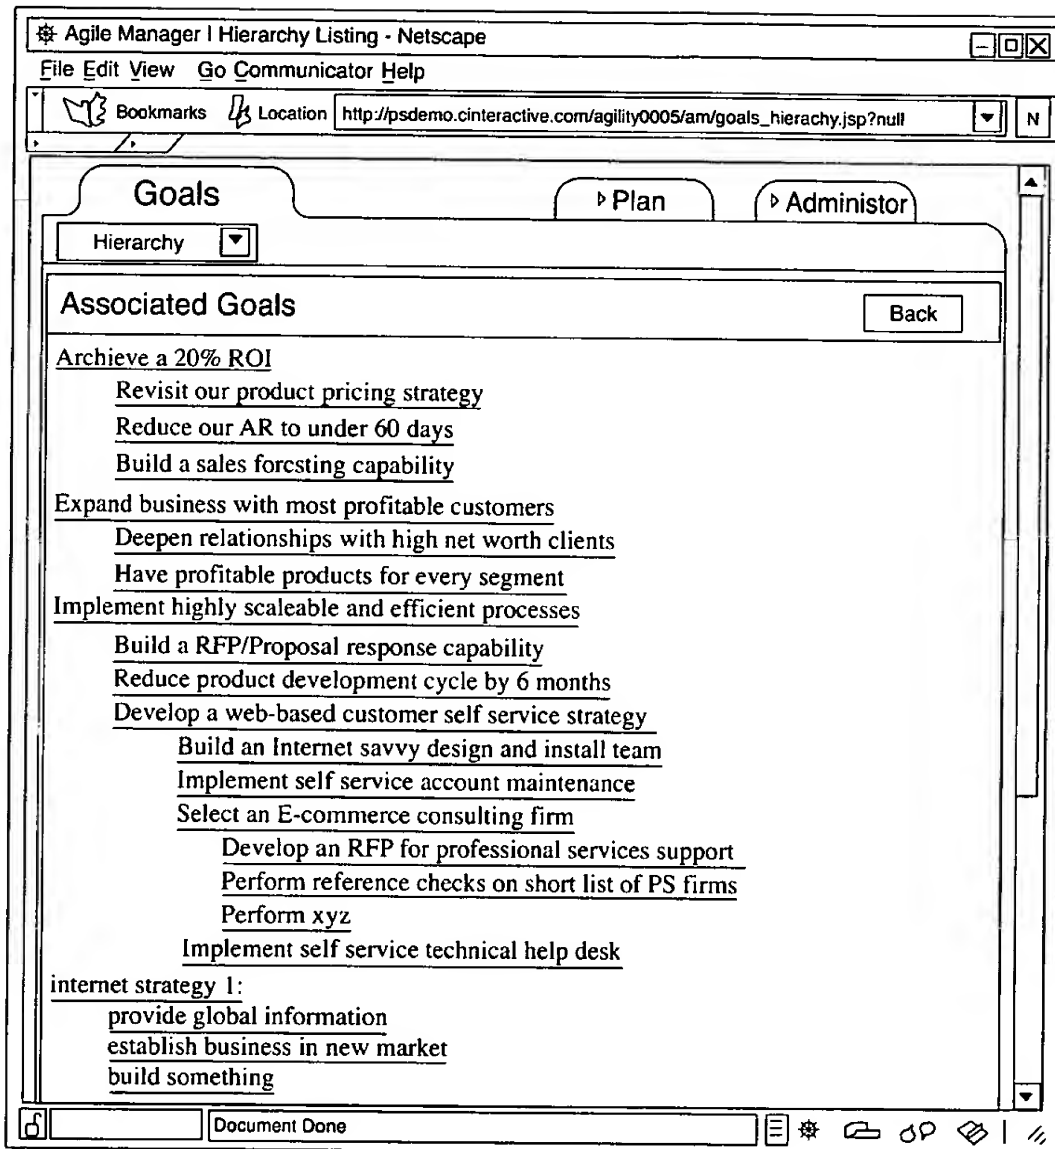 Agile Manager I Hierarchy Listing - Netscape
File Edit View Go Communicator Help
Bookmarks Location http://psdemo.cinteractive.com/agility0005/am/goals_hierachy.jsp?null N
Goals Plan Administor
Hierarchy
Associated Goals Back
Archieve a 20% ROI
Revisit our product pricing strategy
Reduce our AR to under 60 days
Build a sales forcsting capability
Expand business with most profitable customers
Deepen relationships with high net worth clients
Have profitable products for every segment
Implement highly scaleable and efficient processes
Build a RFP/Proposal response capability
Reduce product development cycle by 6 months
Develop a web-based customer self service strategy
Build an Internet savvy design and install team
Implement self service account maintenance
Select an E-commerce consulting firm
Develop an RFP for professional services support
Perform reference checks on short list of PS firms
Perform xyz
Implement self service technical help desk
internet strategy 1:
provide global information
establish business in new market
build something
Document Done